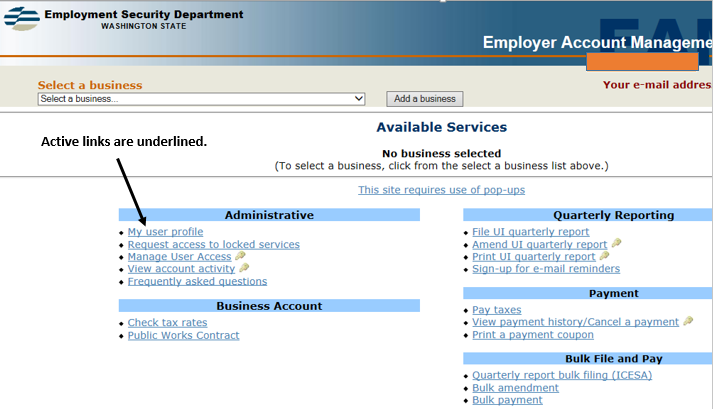 Employment Security Department
WASHINGTON STATE
Employer Account Manageme
Select a business
Your e-mail addres
Select a business...
Add a business
Available Services
Active links are underlined.
No business selected
(To select a business, click from the select a business list above.)
This site requires use of pop-ups
Administrative
My user profile
Request access to locked services
Manage User Access
View account activity
Frequently asked questions
Business Account
Check tax rates
Public Works Contract
Quarterly Reporting
File UI quarterly report
Amend UI quarterly report
Print UI quarterly report
Sign-up for e-mail reminders
Payment
Pay taxes
View payment history/Cancel a payment
Print a payment coupon
Bulk File and Pay
Quarterly report bulk filing (ICESA)
Bulk amendment
Bulk payment